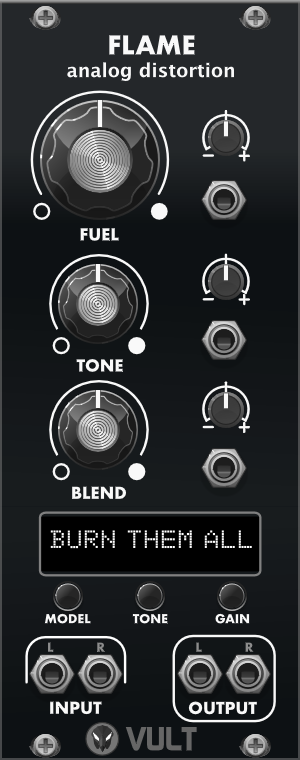 FLAME
analog distortion
FUEL
- +
TONE
- +
BLEND
- +
BURN THEM ALL
MODEL TONE GAIN
L R L R
INPUT OUTPUT
VULT